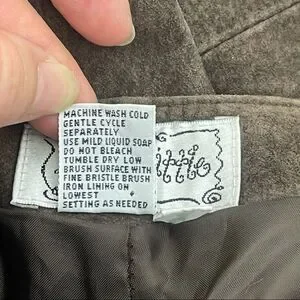 MACHINE WASH COLD
GENTLE CYCLE
SEPARATELY
USE MILD LIQUID SOAP
DO NOT BLEACH
TUMBLE DRY LOW
BRUSH SURFACE WITH
FINE BRISTLE BRUSH
IRON LINING ON
LOWEST
SETTING AS NEEDED